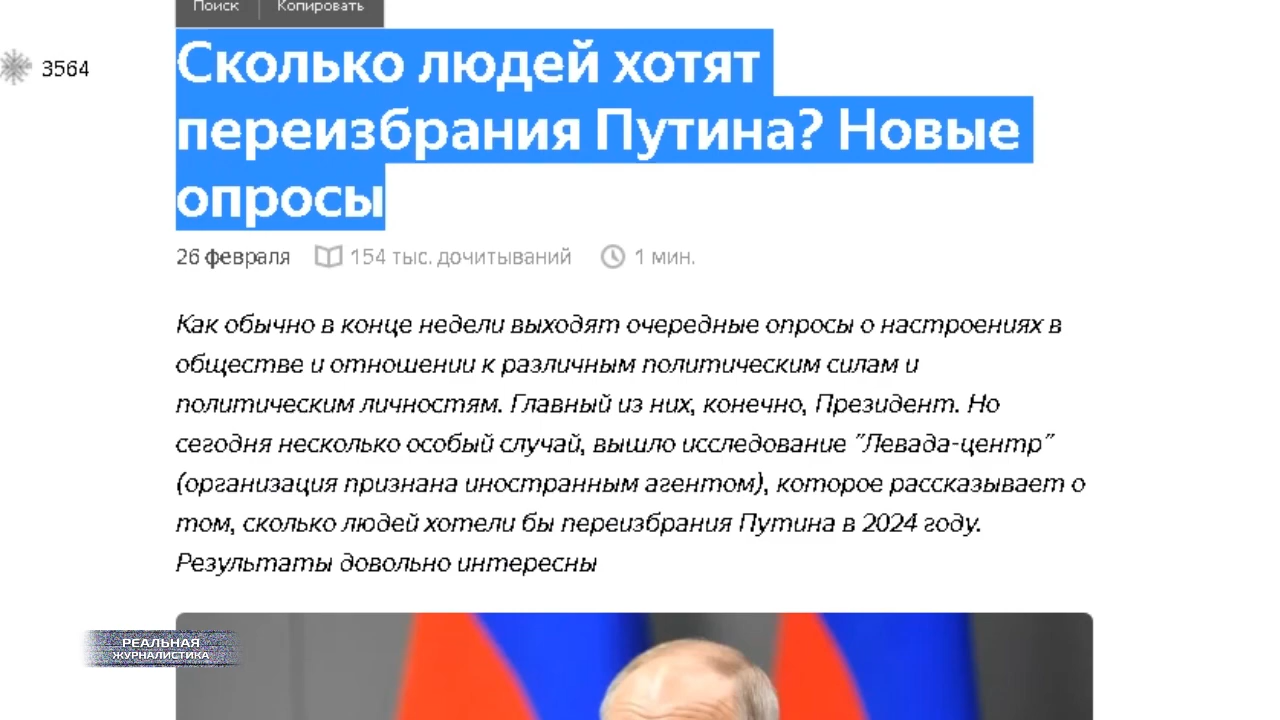 Поиск Копировать
3564
Сколько людей хотят
переизбрания Путина? Новые
опросы
26 февраля 154 тыс. дочитываний 1 мин.
Как обычно в конце недели выходят очередные опросы о настроениях в
обществе и отношении к различным политическим силам и
политическим личностям. Главный из них, конечно, Президент. Но
сегодня несколько особый случай, вышло исследование "Левада-центр"
(организация признана иностранным агентом), которое рассказывает о
том, сколько людей хотели бы переизбрания Путина в 2024 году.
Результаты довольно интересны
РЕАЛЬНАЯ
ЖУРНАЛИСТИКА